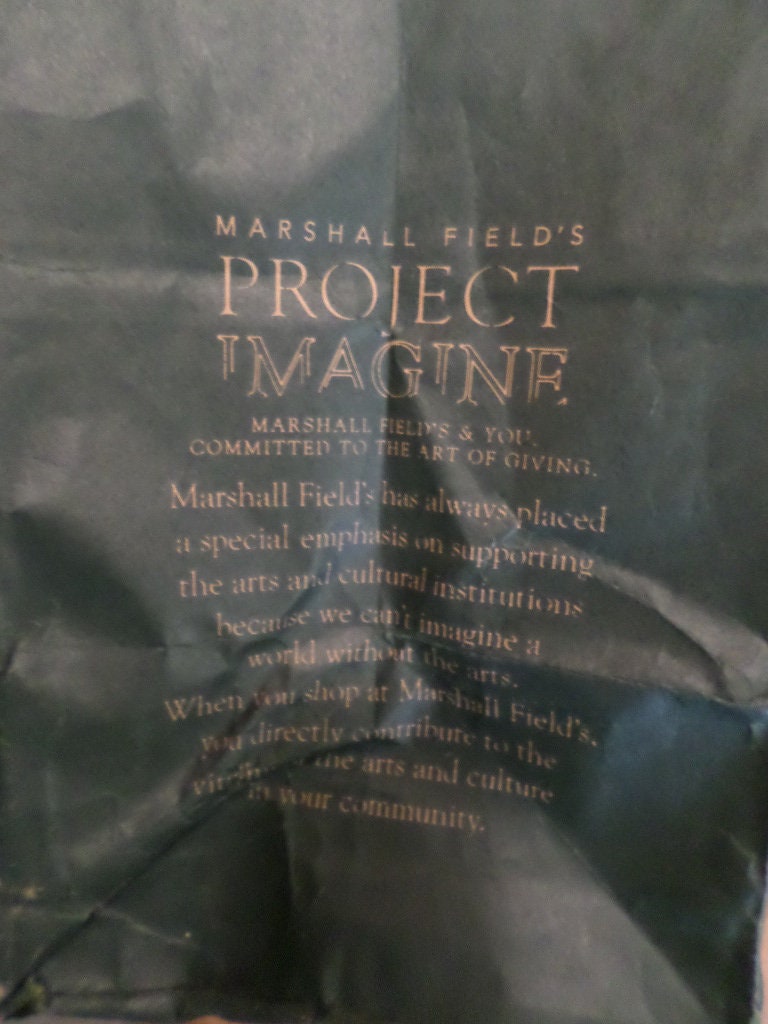 MARSHALL FIELD'S
PROJECT
IMAGINE
MARSHALL FIELD'S & YOU.
COMMITTED TO THE ART OF GIVING.
Marshall Field's has always placed
a special emphasis on supporting
the arts and cultural institutions
because we can't imagine a
world without the arts.
When you shop at Marshall Field's,
you directly contribute to the
the arts and culture
in your community.